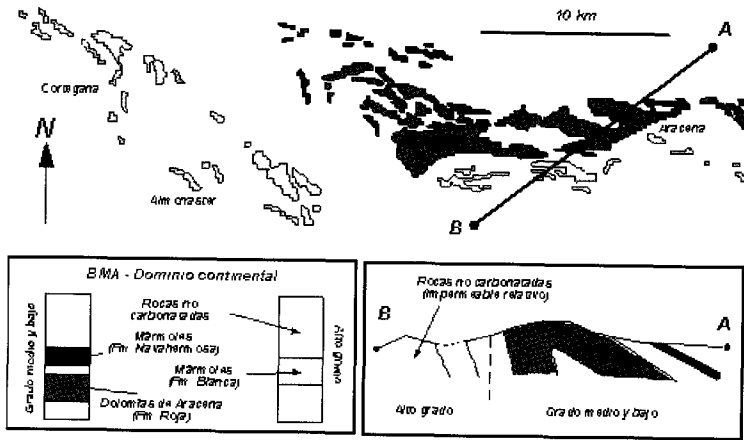 10 km
A
Cortegana
N
Aracena
Almonaster
B
BMA - Dominio continental
Rocas no
carbonatadas
Mármoles
(Fm. Navahermosa)
Mármoles
(Fm. Blanca)
Dolomías de Aracena
(Fm. Roja)
Grado medio y bajo
Alto grado
Rocas no carbonatadas
(Impermeable relativo)
B
A
Alto grado
Grado medio y bajo